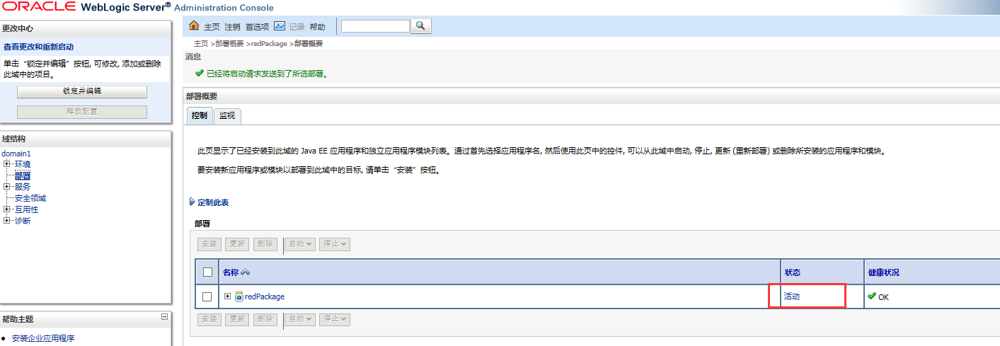 ORACLE WebLogic Server® Administration Console
更改中心
查看更改和重新启动
单击“锁定并编辑”按钮, 可修改, 添加或删除
此域中的项目。
锁定并编辑
释放配置
域结构
domain1
环境
部署
服务
安全领域
互用性
诊断
帮助主题
安装企业应用程序
主页 注销 首选项 记录 帮助
主页 >部署概要 >redPackage >部署概要
消息
已经将启动请求发送到了所选部署。
部署概要
控制 监视
此页显示了已经安装到此域的 Java EE 应用程序和独立应用程序模块列表。通过首先选择应用程序名, 然后使用此页中的控件, 可以从此域中启动, 停止, 更新 (重新部署) 或删除所安装的应用程序和模块。
要安装新应用程序或模块以部署到此域中的目标, 请单击“安装”按钮。
定制此表
部署
安装 更新 删除 启动 停止
名称 状态 健康状况
redPackage 活动 OK
安装 更新 删除 启动 停止